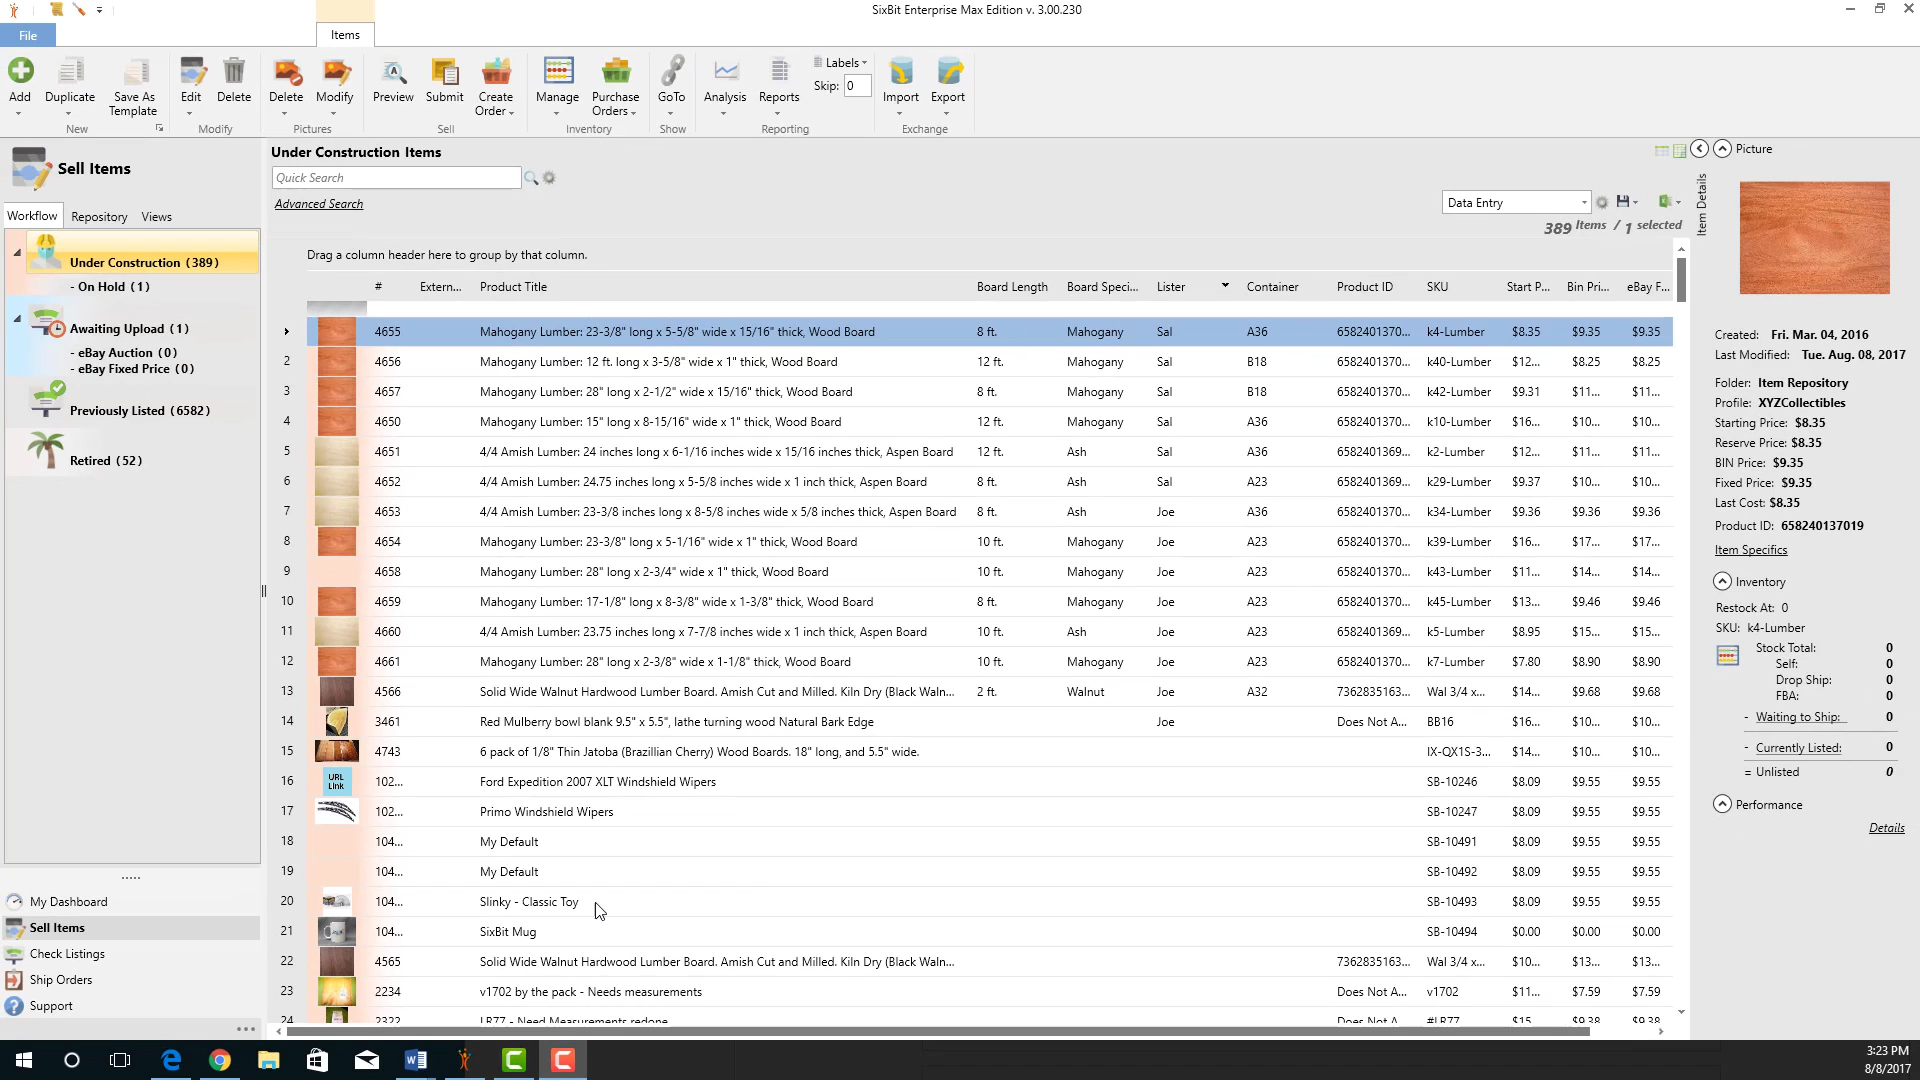 SixBit Enterprise Max Edition v. 3.00.230
File
Items
Add
Duplicate
Save As Template
New
Edit
Delete
Modify
Delete
Modify
Pictures
Preview
Submit
Create Order
Sell
Manage
Purchase Orders
Inventory
GoTo
Show
Analysis
Reports
Labels
Skip: 0
Reporting
Import
Export
Exchange
Sell Items
Workflow
Repository
Views
Under Construction (389)
- On Hold (1)
Awaiting Upload (1)
- eBay Auction (0)
- eBay Fixed Price (0)
Previously Listed (6582)
Retired (52)
My Dashboard
Sell Items
Check Listings
Ship Orders
Support
Under Construction Items
Quick Search
Advanced Search
Data Entry
389 Items / 1 selected
Drag a column header here to group by that column.
# Extern... Product Title Board Length Board Speci... Lister Container Product ID SKU Start P... Bin Pri... eBay F...
4655 Mahogany Lumber: 23-3/8" long x 5-5/8" wide x 15/16" thick, Wood Board 8 ft. Mahogany Sal A36 6582401370... k4-Lumber $8.35 $9.35 $9.35
2 4656 Mahogany Lumber: 12 ft. long x 3-5/8" wide x 1" thick, Wood Board 12 ft. Mahogany Sal B18 6582401370... k40-Lumber $12... $8.25 $8.25
3 4657 Mahogany Lumber: 28" long x 2-1/2" wide x 15/16" thick, Wood Board 8 ft. Mahogany Sal B18 6582401370... k42-Lumber $9.31 $11... $11...
4 4650 Mahogany Lumber: 15" long x 8-15/16" wide x 1" thick, Wood Board 12 ft. Mahogany Sal A36 6582401370... k10-Lumber $16... $10... $10...
5 4651 4/4 Amish Lumber: 24 inches long x 6-1/16 inches wide x 15/16 inches thick, Aspen Board 12 ft. Ash Sal A36 6582401369... k2-Lumber $12... $11... $11...
6 4652 4/4 Amish Lumber: 24.75 inches long x 5-5/8 inches wide x 1 inch thick, Aspen Board 8 ft. Ash Sal A23 6582401369... k29-Lumber $9.37 $10... $10...
7 4653 4/4 Amish Lumber: 23-3/8 inches long x 8-5/8 inches wide x 5/8 inches thick, Aspen Board 8 ft. Ash Joe A36 6582401369... k34-Lumber $9.36 $9.36 $9.36
8 4654 Mahogany Lumber: 23-3/8" long x 5-1/16" wide x 1" thick, Wood Board 10 ft. Mahogany Joe A23 6582401370... k39-Lumber $16... $17... $17...
9 4658 Mahogany Lumber: 28" long x 2-3/4" wide x 1" thick, Wood Board 10 ft. Mahogany Joe A23 6582401370... k43-Lumber $11... $14... $14...
10 4659 Mahogany Lumber: 17-1/8" long x 8-3/8" wide x 1-3/8" thick, Wood Board 8 ft. Mahogany Joe A23 6582401370... k45-Lumber $13... $9.46 $9.46
11 4660 4/4 Amish Lumber: 23.75 inches long x 7-7/8 inches wide x 1 inch thick, Aspen Board 10 ft. Ash Joe A23 6582401369... k5-Lumber $8.95 $15... $15...
12 4661 Mahogany Lumber: 28" long x 2-3/8" wide x 1-1/8" thick, Wood Board 10 ft. Mahogany Joe A23 6582401370... k7-Lumber $7.80 $8.90 $8.90
13 4566 Solid Wide Walnut Hardwood Lumber Board. Amish Cut and Milled. Kiln Dry (Black Waln... 2 ft. Walnut Joe A32 7362835163... Wal 3/4 x... $14... $9.68 $9.68
14 3461 Red Mulberry bowl blank 9.5" x 5.5", lathe turning wood Natural Bark Edge Joe Does Not A... BB16 $16... $10... $10...
15 4743 6 pack of 1/8" Thin Jatoba (Brazillian Cherry) Wood Boards. 18" long, and 5.5" wide. IX-QX1S-3... $14... $10... $10...
16 URL Link 102... Ford Expedition 2007 XLT Windshield Wipers SB-10246 $8.09 $9.55 $9.55
17 102... Primo Windshield Wipers SB-10247 $8.09 $9.55 $9.55
18 104... My Default SB-10491 $8.09 $9.55 $9.55
19 104... My Default SB-10492 $8.09 $9.55 $9.55
20 104... Slinky - Classic Toy SB-10493 $8.09 $9.55 $9.55
21 104... SixBit Mug SB-10494 $0.00 $0.00 $0.00
22 4565 Solid Wide Walnut Hardwood Lumber Board. Amish Cut and Milled. Kiln Dry (Black Waln... 7362835163... Wal 3/4 x... $10... $13... $13...
23 2234 v1702 by the pack - Needs measurements Does Not A... v1702 $11... $7.59 $7.59
24 2322 LR77 - Need Measurements redone Does Not A #LR77 $15 $9.38 $9.38
Item Details
Picture
Created: Fri. Mar. 04, 2016
Last Modified: Tue. Aug. 08, 2017
Folder: Item Repository
Profile: XYZCollectibles
Starting Price: $8.35
Reserve Price: $8.35
BIN Price: $9.35
Fixed Price: $9.35
Last Cost: $8.35
Product ID: 658240137019
Item Specifics
Inventory
Restock At: 0
SKU: k4-Lumber
Stock Total: 0
Self: 0
Drop Ship: 0
FBA: 0
- Waiting to Ship: 0
- Currently Listed: 0
= Unlisted 0
Performance
Details
3:23 PM
8/8/2017